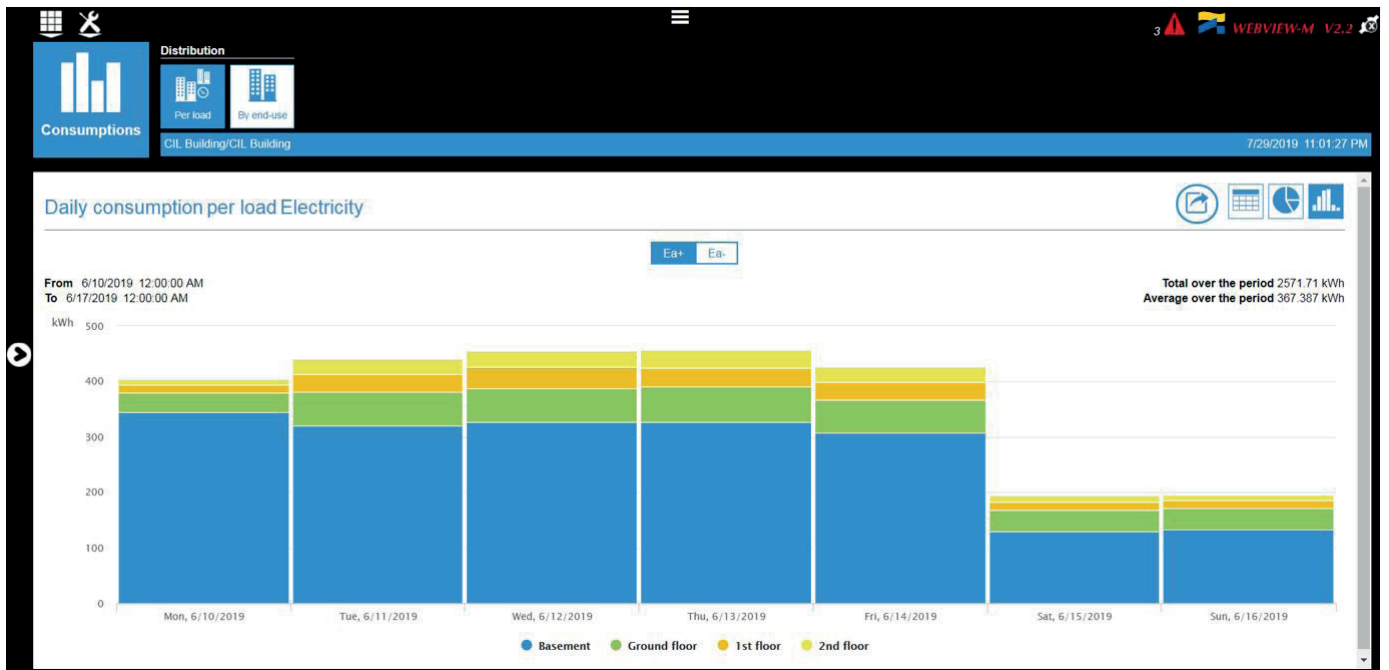 3 WEBVIEW-M V2.2
Distribution
Per load By end-use
Consumptions
CIL Building/CIL Building 7/29/2019 11:01:27 PM
Daily consumption per load Electricity
Ea+ Ea-
From 6/10/2019 12:00:00 AM
To 6/17/2019 12:00:00 AM
Total over the period 2571.71 kWh
Average over the period 367.387 kWh
kWh
500
400
300
200
100
0
Mon, 6/10/2019 Tue, 6/11/2019 Wed, 6/12/2019 Thu, 6/13/2019 Fri, 6/14/2019 Sat, 6/15/2019 Sun, 6/16/2019
Basement Ground floor 1st floor 2nd floor